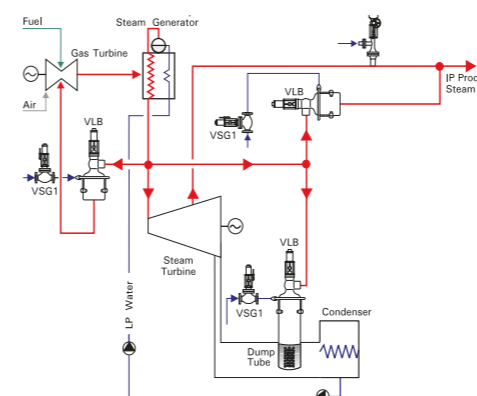 Fuel
Steam Generator
Gas Turbine
Air
VLB
VSG1
VLB
VSG1
IP Proc
Steam
Steam
Turbine
VLB
VSG1
LP Water
Condenser
Dump
Tube